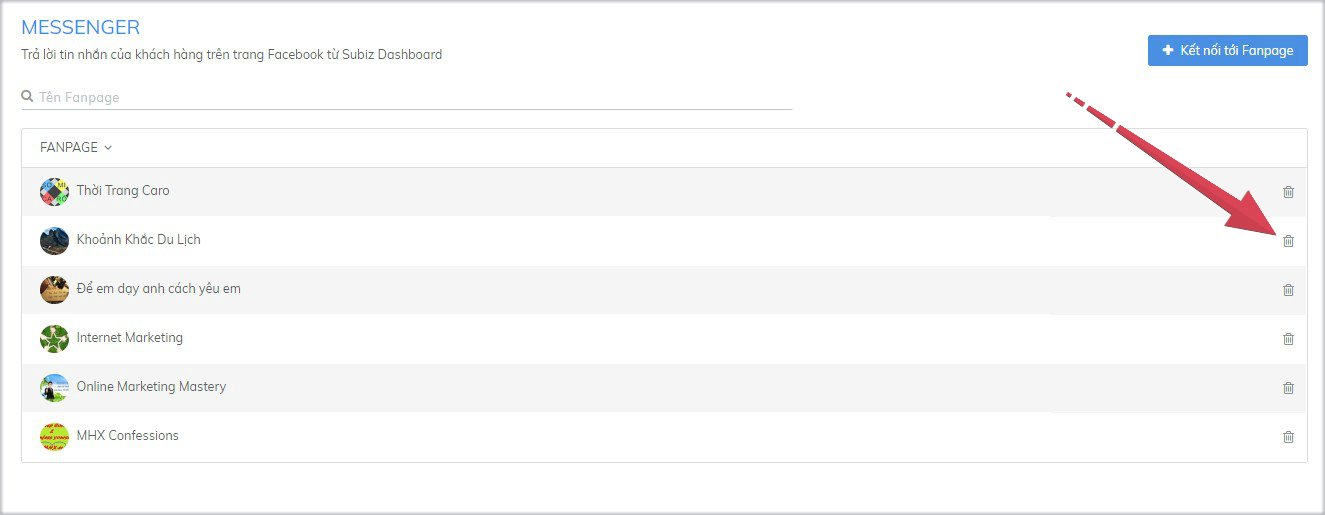 MESSENGER
Trả lời tin nhắn của khách hàng trên trang Facebook từ Subiz Dashboard
Kết nối tới Fanpage
Tên Fanpage
FANPAGE
Thời Trang Caro
Khoảnh Khắc Du Lịch
Để em dạy anh cách yêu em
Internet Marketing
Online Marketing Mastery
MHX Confessions